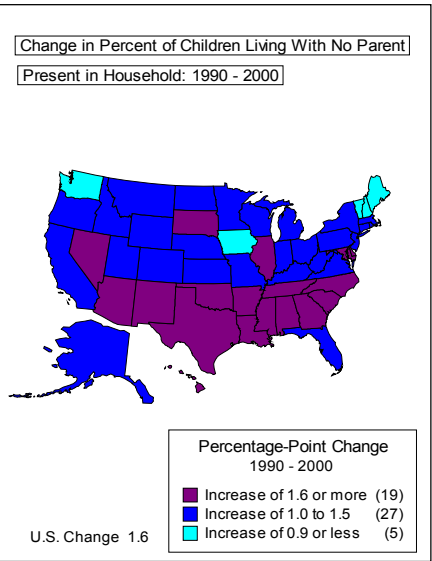 Change in Percent of Children Living With No Parent
Present in Household: 1990 - 2000
Percentage-Point Change
1990 - 2000
Increase of 1.6 or more (19)
Increase of 1.0 to 1.5 (27)
Increase of 0.9 or less (5)
U.S. Change 1.6